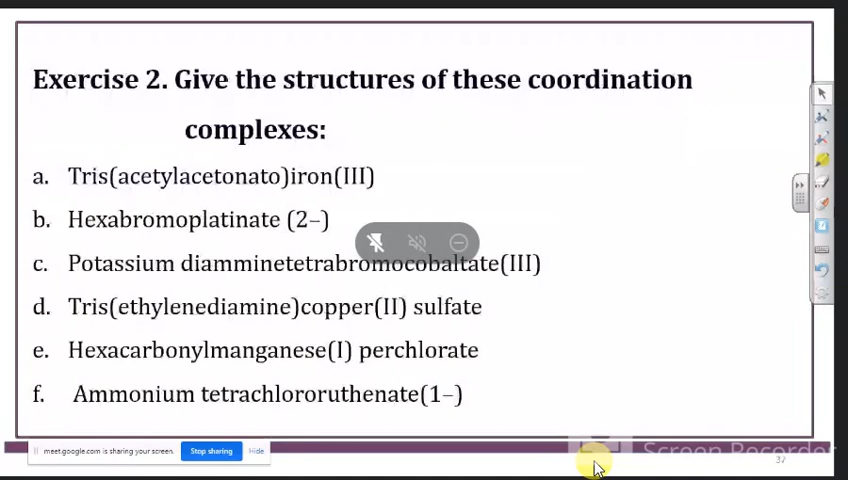 Exercise 2. Give the structures of these coordination
complexes:
a. Tris(acetylacetonato)iron(III)
b. Hexabromoplatinate (2–)
c. Potassium diamminetetrabromocobaltate(III)
d. Tris(ethylenediamine)copper(II) sulfate
e. Hexacarbonylmanganese(I) perchlorate
f. Ammonium tetrachlororuthenate(1–)
meet.google.com is sharing your screen. Stop sharing Hide
Screen Recorder
37